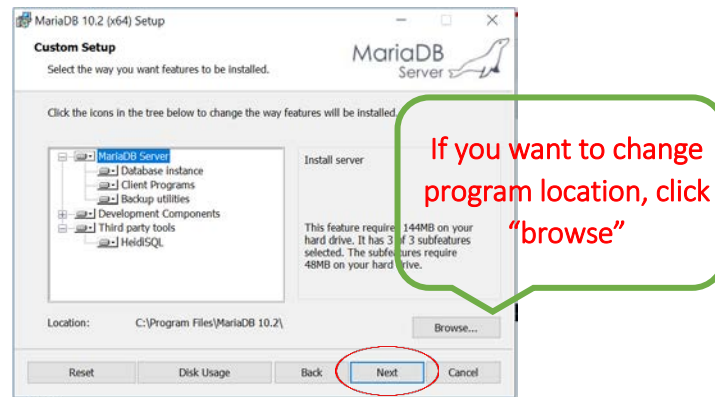 MariaDB 10.2 (x64) Setup
Custom Setup
Select the way you want features to be installed.
MariaDB
Server
Click the icons in the tree below to change the way features will be installed.
MariaDB Server
Database instance
Client Programs
Backup utilities
Development Components
Third party tools
HeidiSQL
Install server
This feature requires 144MB on your
hard drive. It has 3 of 3 subfeatures
selected. The subfeatures require
48MB on your hard drive.
If you want to change
program location, click
“browse”
Location: C:\Program Files\MariaDB 10.2\
Browse...
Reset Disk Usage Back Next Cancel